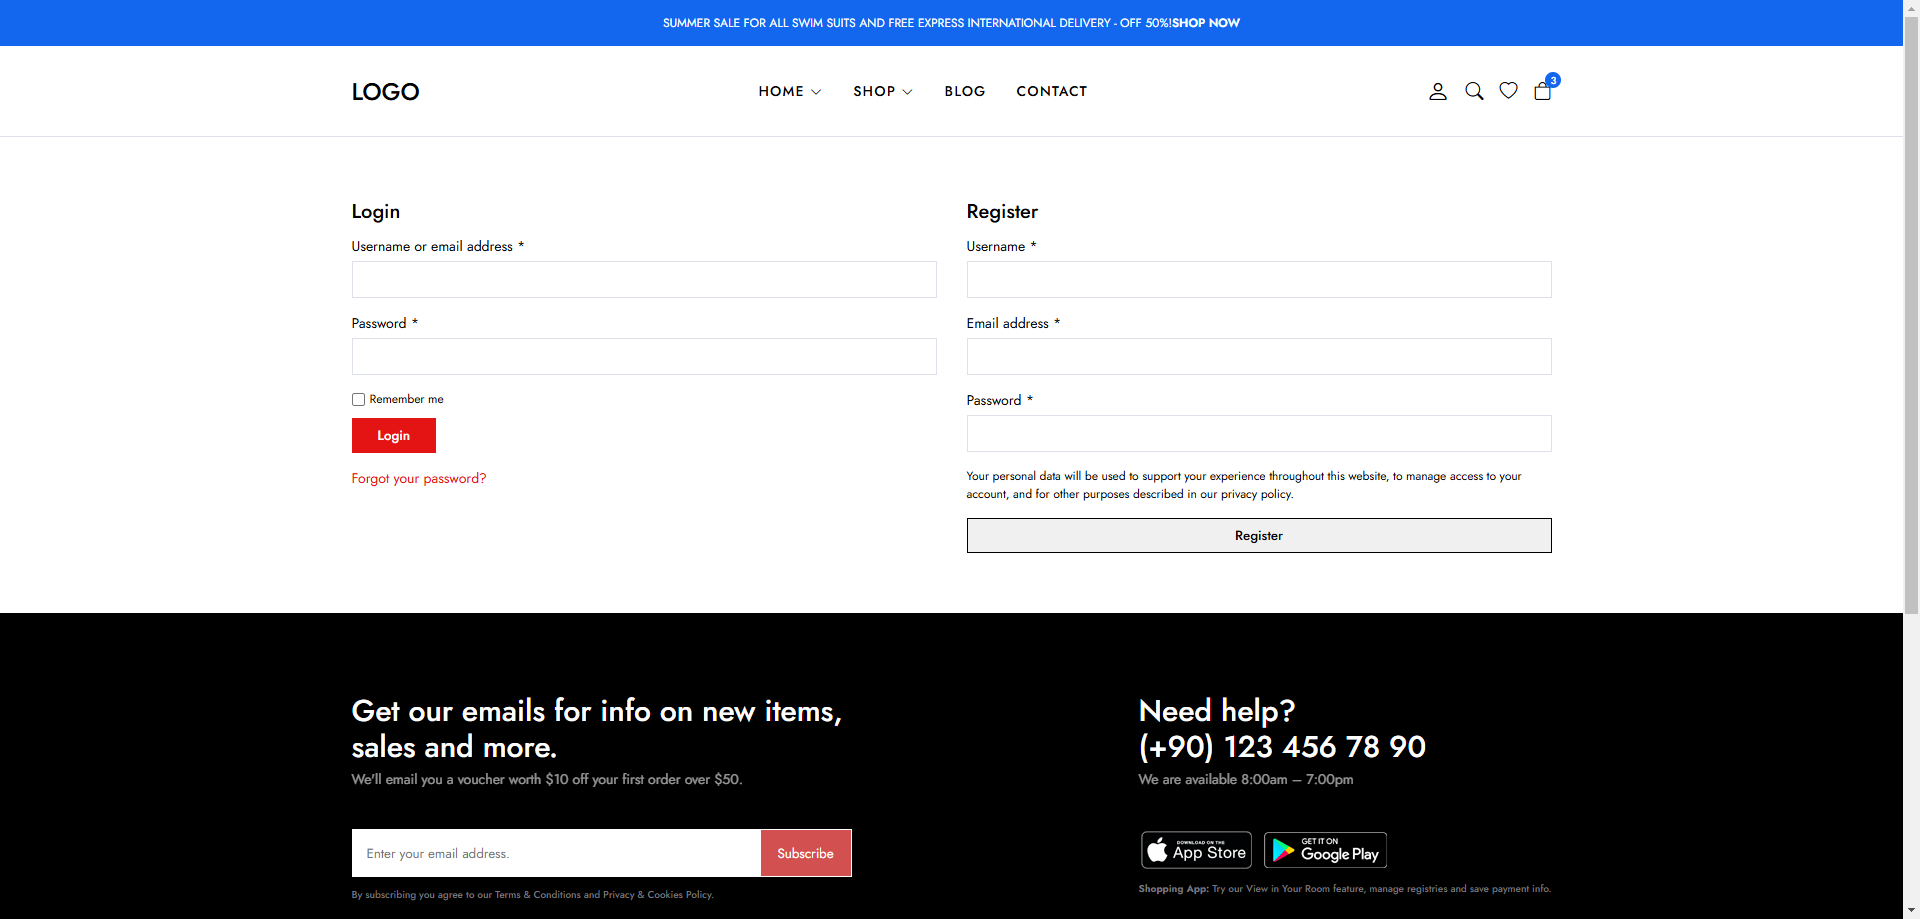 SUMMER SALE FOR ALL SWIM SUITS AND FREE EXPRESS INTERNATIONAL DELIVERY - OFF 50%!SHOP NOW
LOGO
HOME
SHOP
BLOG
CONTACT
3
Login
Username or email address *
Password *
Remember me
Login
Forgot your password?
Register
Username *
Email address *
Password *
Your personal data will be used to support your experience throughout this website, to manage access to your
account, and for other purposes described in our privacy policy.
Register
Get our emails for info on new items,
sales and more.
We'll email you a voucher worth $10 off your first order over $50.
Enter your email address.
Subscribe
By subscribing you agree to our Terms & Conditions and Privacy & Cookies Policy.
Need help?
(+90) 123 456 78 90
We are available 8:00am – 7:00pm
DOWNLOAD ON THE
App Store
GET IT ON
Google Play
Shopping App: Try our View in Your Room feature, manage registries and save payment info.